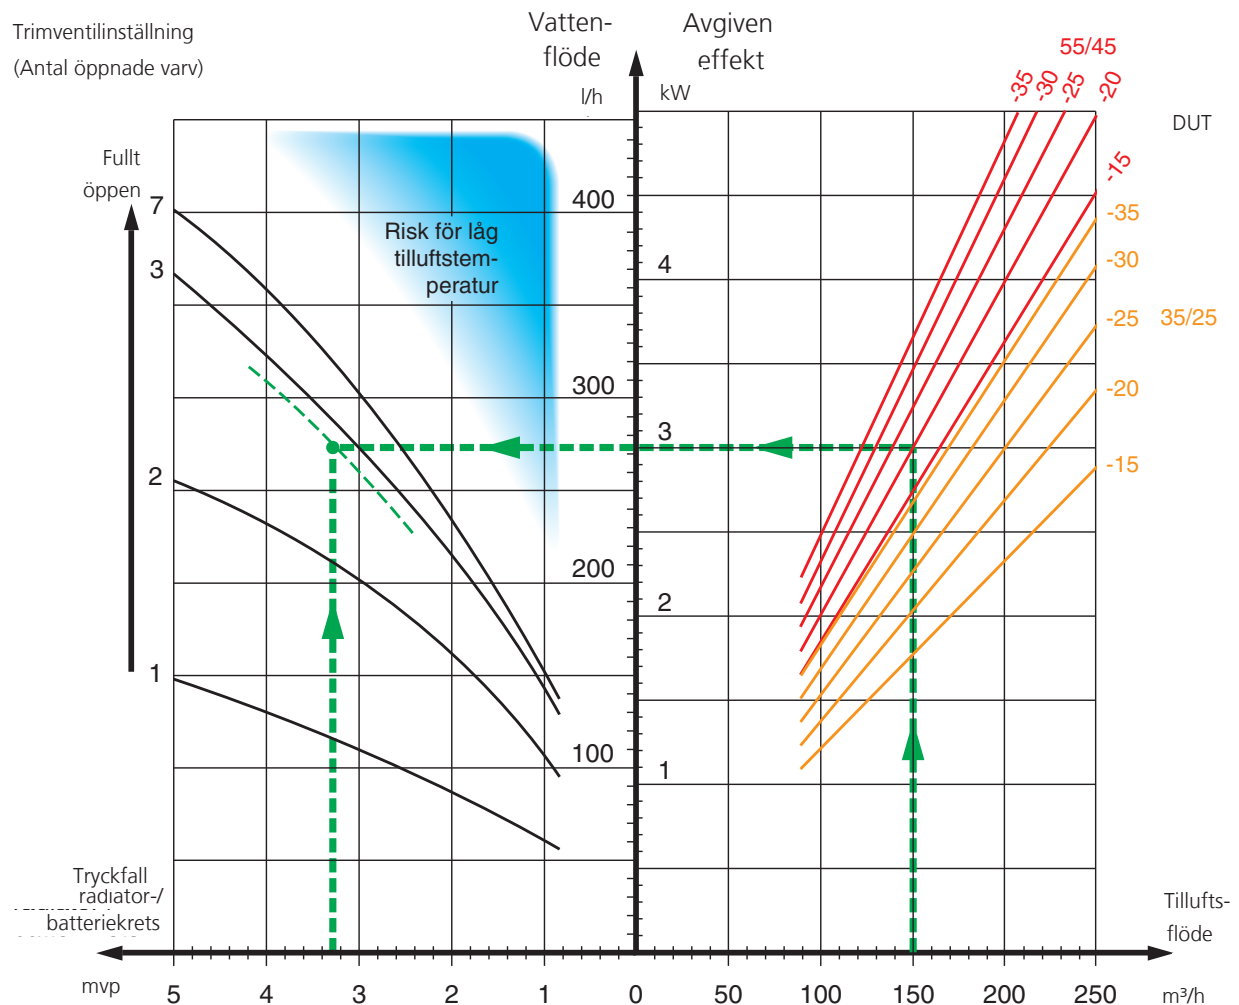 Trimventilinställning
(Antal öppnade varv)
Vatten-
flöde
l/h
Avgiven
effekt
kW
55/45
-35
-30
-25
-20
-15
DUT
-35
-30
-25
35/25
-20
-15
Fullt
öppen
7
3
2
1
Risk för låg
tilluftstem-
peratur
400
300
200
100
4
3
2
1
Tryckfall
radiator-/
batteriekrets
mvp
5
4
3
2
1
0
50
100
150
200
250
m³/h
Tillufts-
flöde